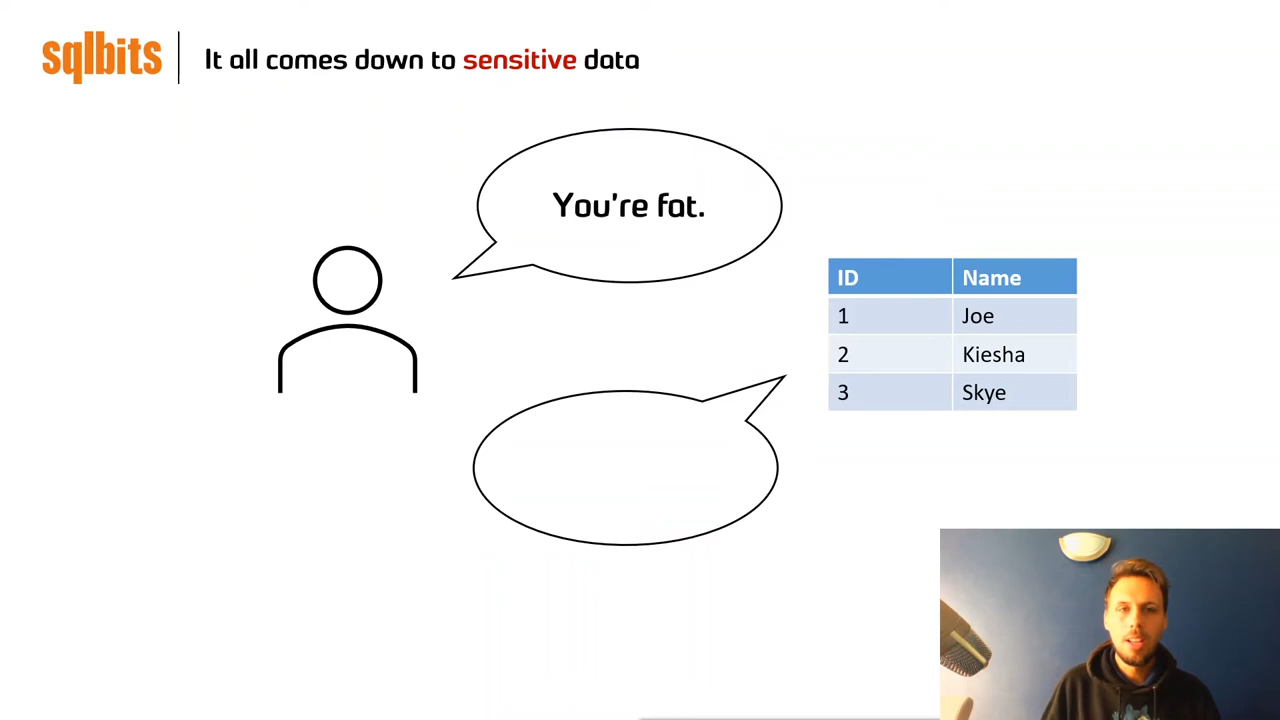 sqlbits
It all comes down to sensitive data
You're fat.
ID Name
1 Joe
2 Kiesha
3 Skye